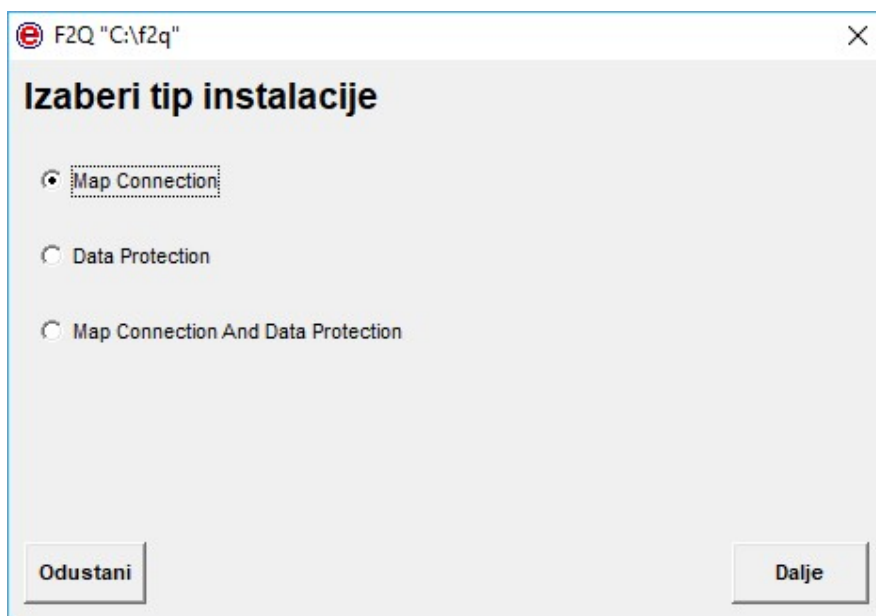 F2Q "C:\f2q"
Izaberi tip instalacije
Map Connection
Data Protection
Map Connection And Data Protection
Odustani
Dalje